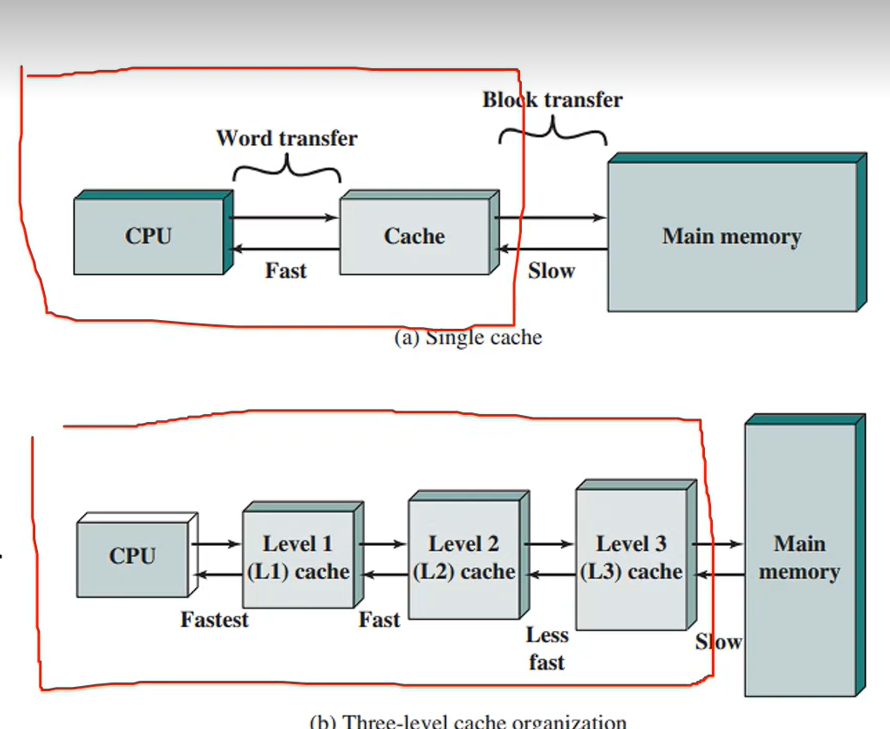 Block transfer
Word transfer
CPU
Cache
Main memory
Fast
Slow
(a) Single cache
CPU
Level 1
(L1) cache
Level 2
(L2) cache
Level 3
(L3) cache
Main
memory
Fastest
Fast
Less
fast
Slow
(b) Three-level cache organization